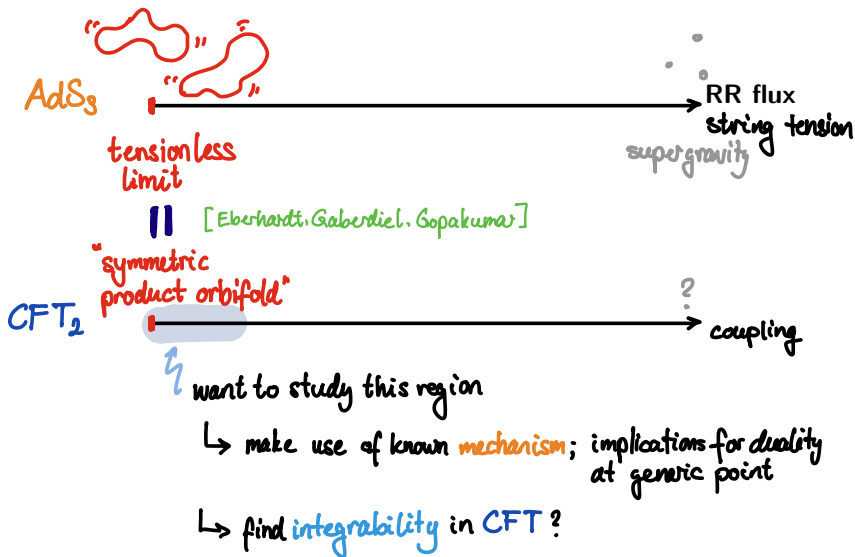 AdS₃
RR flux
string tension
supergravity
tensionless
limit
[Eberhardt, Gaberdiel, Gopakumar]
"symmetric
product orbifold"
CFT₂
?
coupling
want to study this region
make use of known mechanism; implications for duality
at generic point
find integrability in CFT?